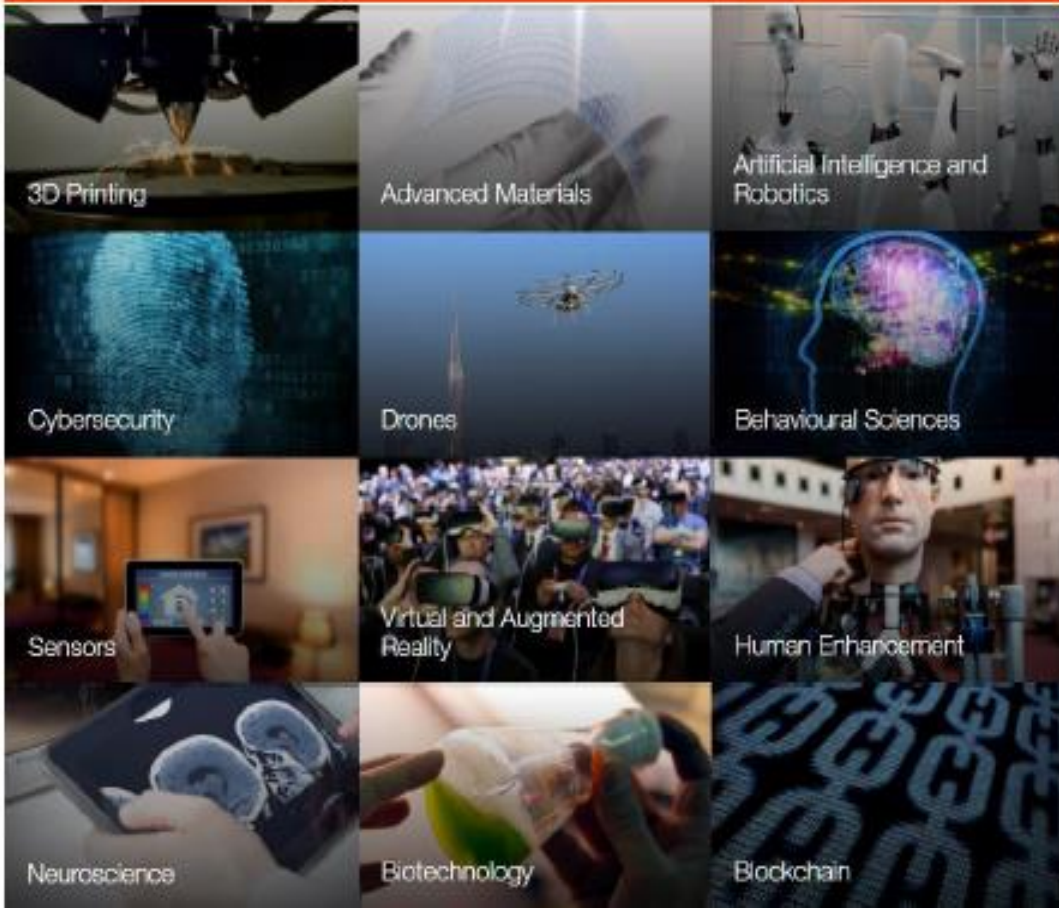 3D Printing
Advanced Materials
Artificial Intelligence and
Robotics
Cybersecurity
Drones
Behavioural Sciences
Sensors
Virtual and Augmented
Reality
Human Enhancement
Neuroscience
Biotechnology
Blockchain